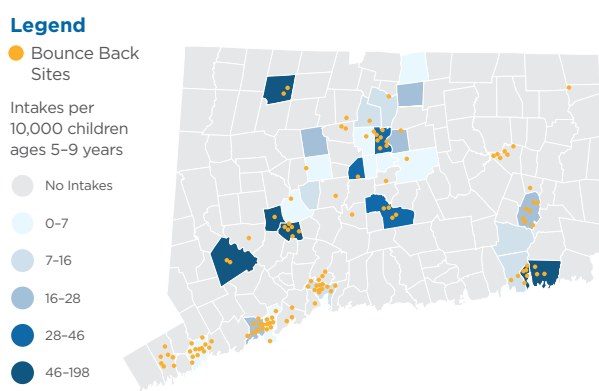 Legend
Bounce Back
Sites
Intakes per
10,000 children
ages 5–9 years
No Intakes
0–7
7–16
16–28
28–46
46–198